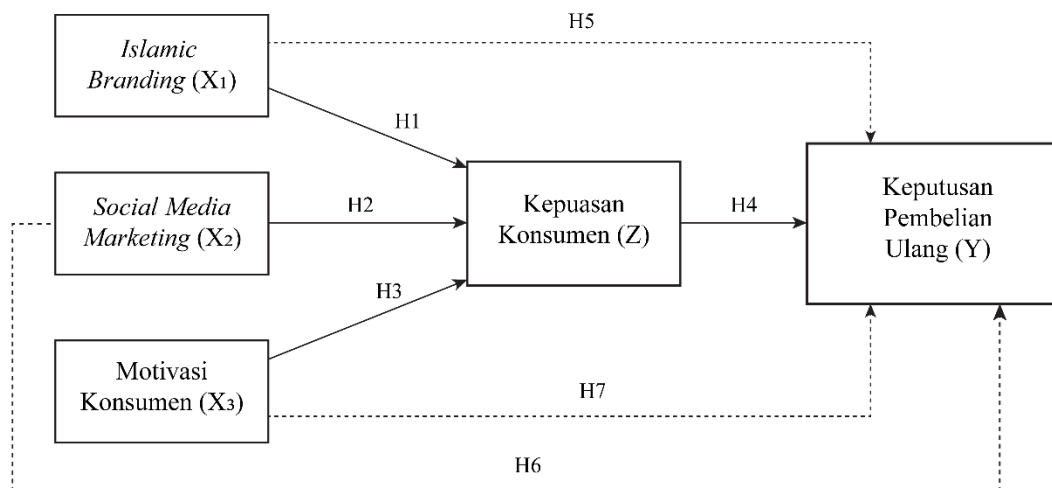 Islamic
Branding (X₁)
H5
H1
Social Media
Marketing (X₂)
H2
Kepuasan
Konsumen (Z)
H4
Keputusan
Pembelian
Ulang (Y)
H3
Motivasi
Konsumen (X₃)
H7
H6